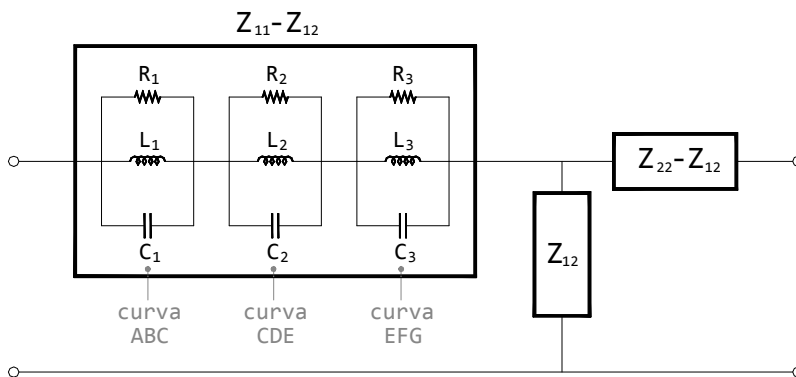 Z₁₁-Z₁₂
R₁ R₂ R₃
L₁ L₂ L₃
Z₂₂-Z₁₂
Z₁₂
C₁ C₂ C₃
curva curva curva
ABC CDE EFG